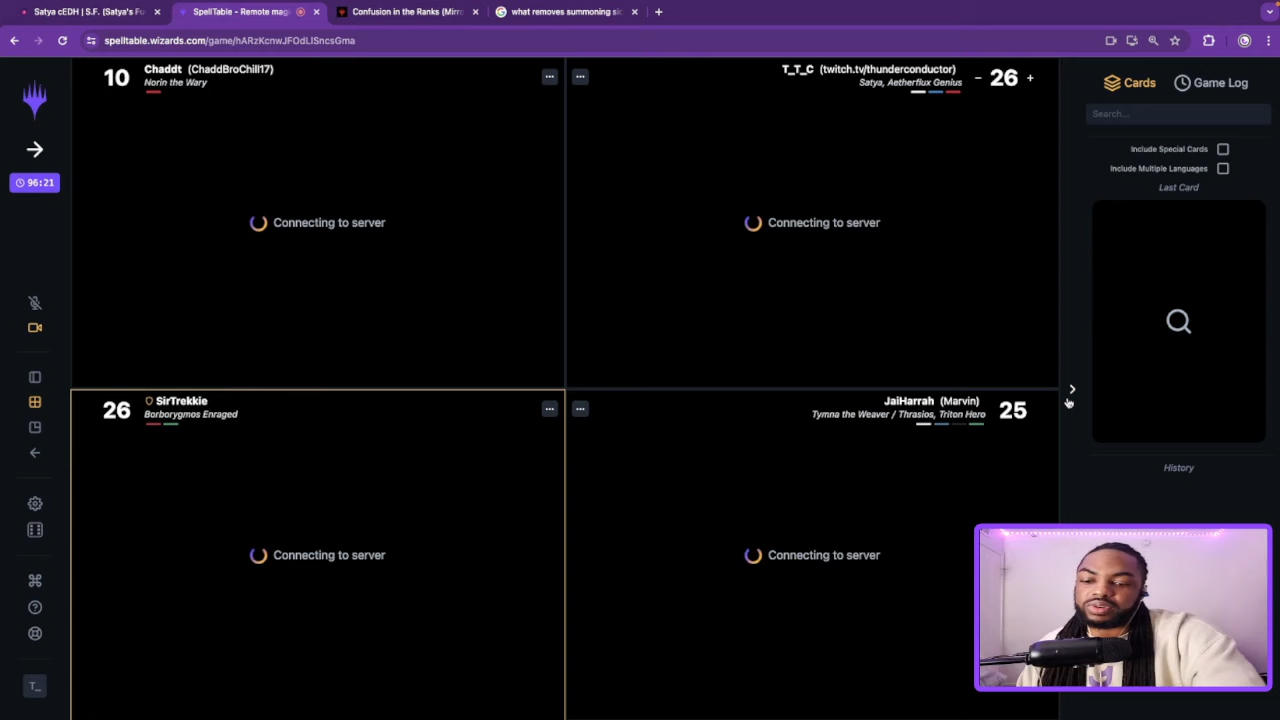 Satya cEDH | S.F. (Satya's Fu
SpellTable - Remote mag
Confusion in the Ranks (Mirro
what removes summoning si
spelltable.wizards.com/game/hARzKcnwJFOdLlSncsGma
10
Chaddt (ChaddBroChill17)
Norin the Wary
T_T_C (twitch.tv/thunderconductor)
Satya, Aetherflux Genius
- 26 +
Cards
Game Log
Search...
Include Special Cards
Include Multiple Languages
Last Card
96:21
Connecting to server
Connecting to server
26
SirTrekkie
Borborygmos Enraged
JaiHarrah (Marvin)
Tymna the Weaver / Thrasios, Triton Hero
25
History
Connecting to server
Connecting to server
T_